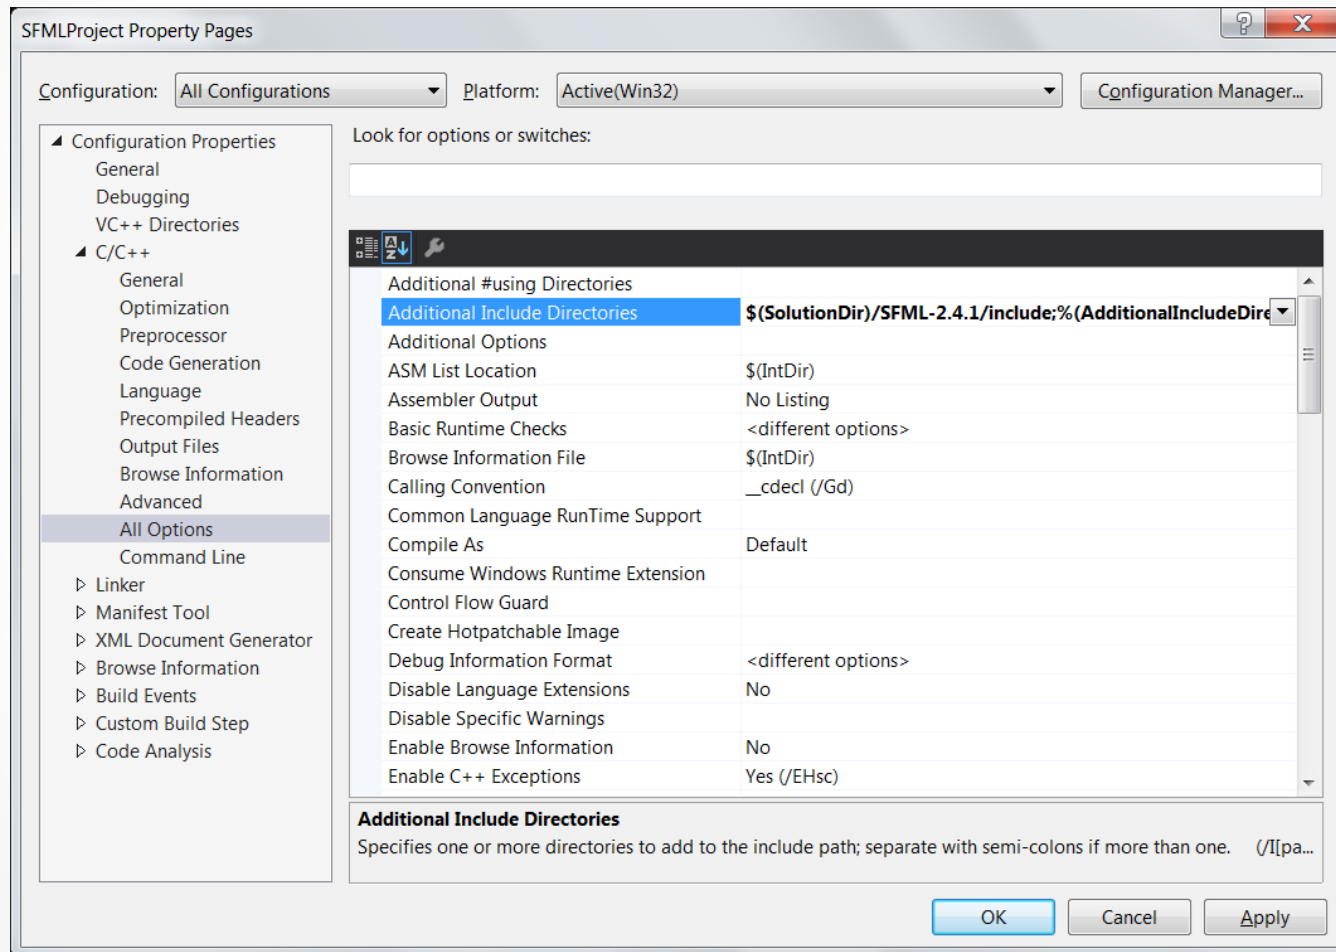 SFMLProject Property Pages
Configuration: All Configurations Platform: Active(Win32) Configuration Manager...
Configuration Properties
General
Debugging
VC++ Directories
C/C++
General
Optimization
Preprocessor
Code Generation
Language
Precompiled Headers
Output Files
Browse Information
Advanced
All Options
Command Line
Linker
Manifest Tool
XML Document Generator
Browse Information
Build Events
Custom Build Step
Code Analysis
Look for options or switches:
Additional #using Directories
Additional Include Directories $(SolutionDir)/SFML-2.4.1/include;%(AdditionalIncludeDire
Additional Options
ASM List Location $(IntDir)
Assembler Output No Listing
Basic Runtime Checks <different options>
Browse Information File $(IntDir)
Calling Convention __cdecl (/Gd)
Common Language RunTime Support
Compile As Default
Consume Windows Runtime Extension
Control Flow Guard
Create Hotpatchable Image
Debug Information Format <different options>
Disable Language Extensions No
Disable Specific Warnings
Enable Browse Information No
Enable C++ Exceptions Yes (/EHsc)
Additional Include Directories
Specifies one or more directories to add to the include path; separate with semi-colons if more than one. (/I[pa...
OK Cancel Apply